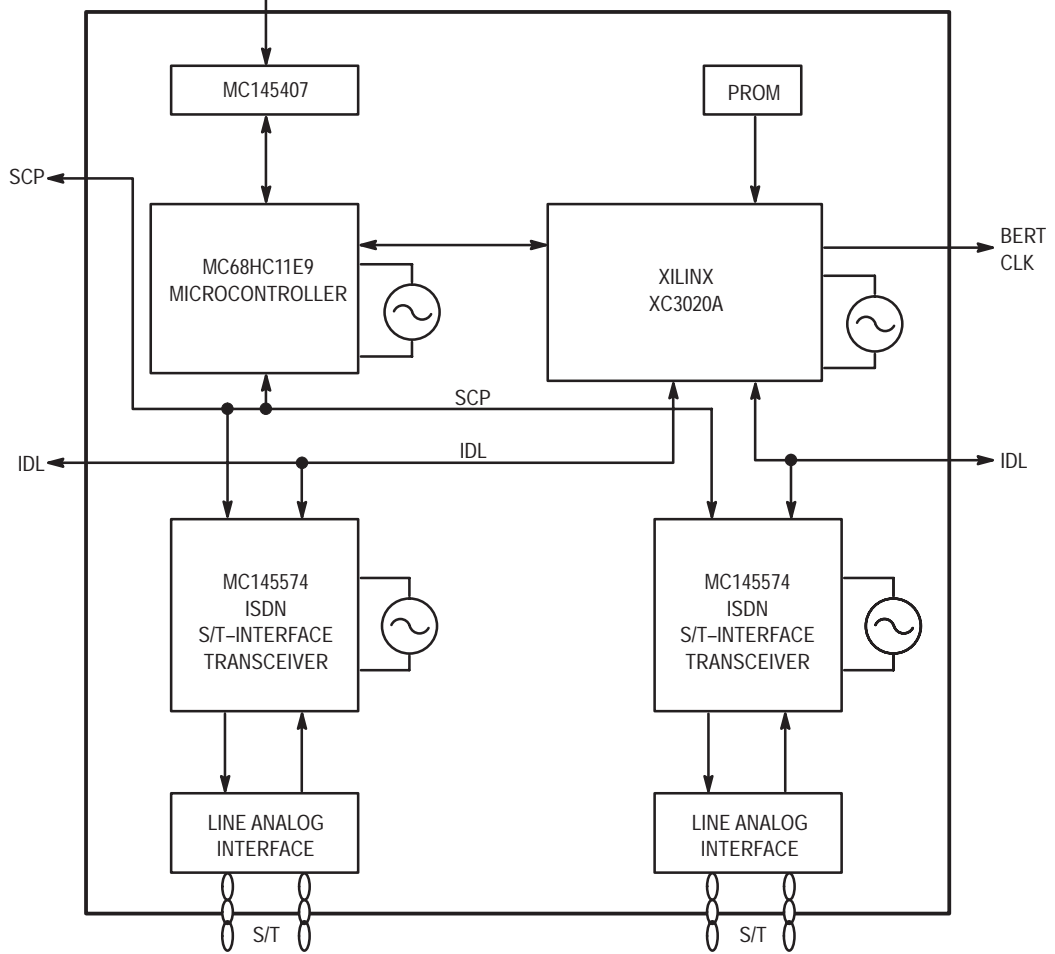 MC145407
PROM
SCP
MC68HC11E9
MICROCONTROLLER
XILINX
XC3020A
BERT
CLK
SCP
IDL
IDL
IDL
MC145574
ISDN
S/T–INTERFACE
TRANSCEIVER
MC145574
ISDN
S/T–INTERFACE
TRANSCEIVER
LINE ANALOG
INTERFACE
LINE ANALOG
INTERFACE
S/T
S/T